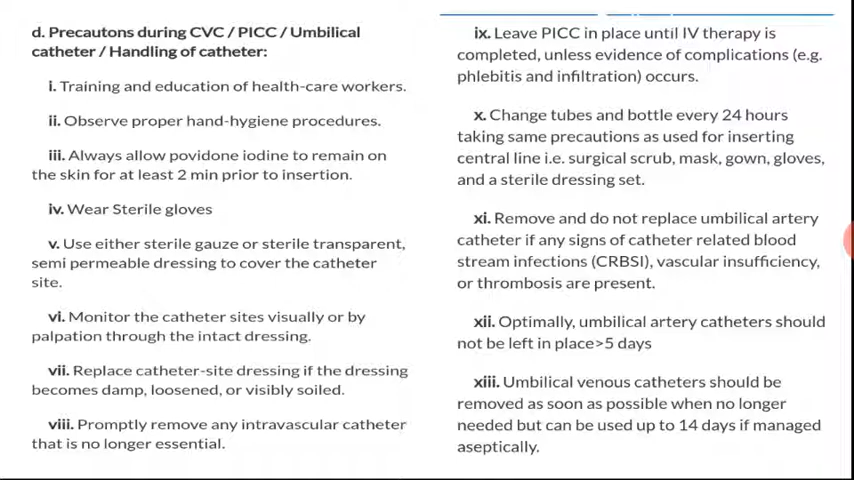 d. Precautons during CVC / PICC / Umbilical
catheter / Handling of catheter:
i. Training and education of health-care workers.
ii. Observe proper hand-hygiene procedures.
iii. Always allow povidone iodine to remain on
the skin for at least 2 min prior to insertion.
iv. Wear Sterile gloves
v. Use either sterile gauze or sterile transparent,
semi permeable dressing to cover the catheter
site.
vi. Monitor the catheter sites visually or by
palpation through the intact dressing.
vii. Replace catheter-site dressing if the dressing
becomes damp, loosened, or visibly soiled.
viii. Promptly remove any intravascular catheter
that is no longer essential.
ix. Leave PICC in place until IV therapy is
completed, unless evidence of complications (e.g.
phlebitis and infiltration) occurs.
x. Change tubes and bottle every 24 hours
taking same precautions as used for inserting
central line i.e. surgical scrub, mask, gown, gloves,
and a sterile dressing set.
xi. Remove and do not replace umbilical artery
catheter if any signs of catheter related blood
stream infections (CRBSI), vascular insufficiency,
or thrombosis are present.
xii. Optimally, umbilical artery catheters should
not be left in place>5 days
xiii. Umbilical venous catheters should be
removed as soon as possible when no longer
needed but can be used up to 14 days if managed
aseptically.